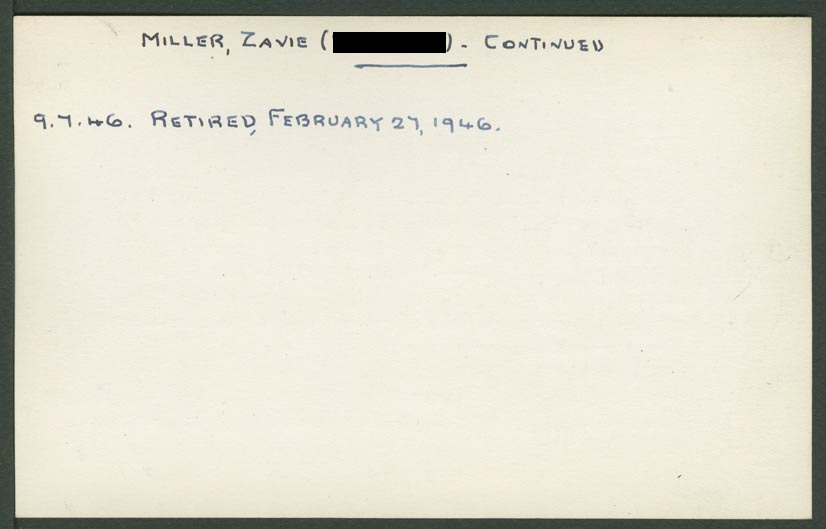 MILLER, ZAVIE ( ). CONTINUED
9.7.46. RETIRED, FEBRUARY 27, 1946.